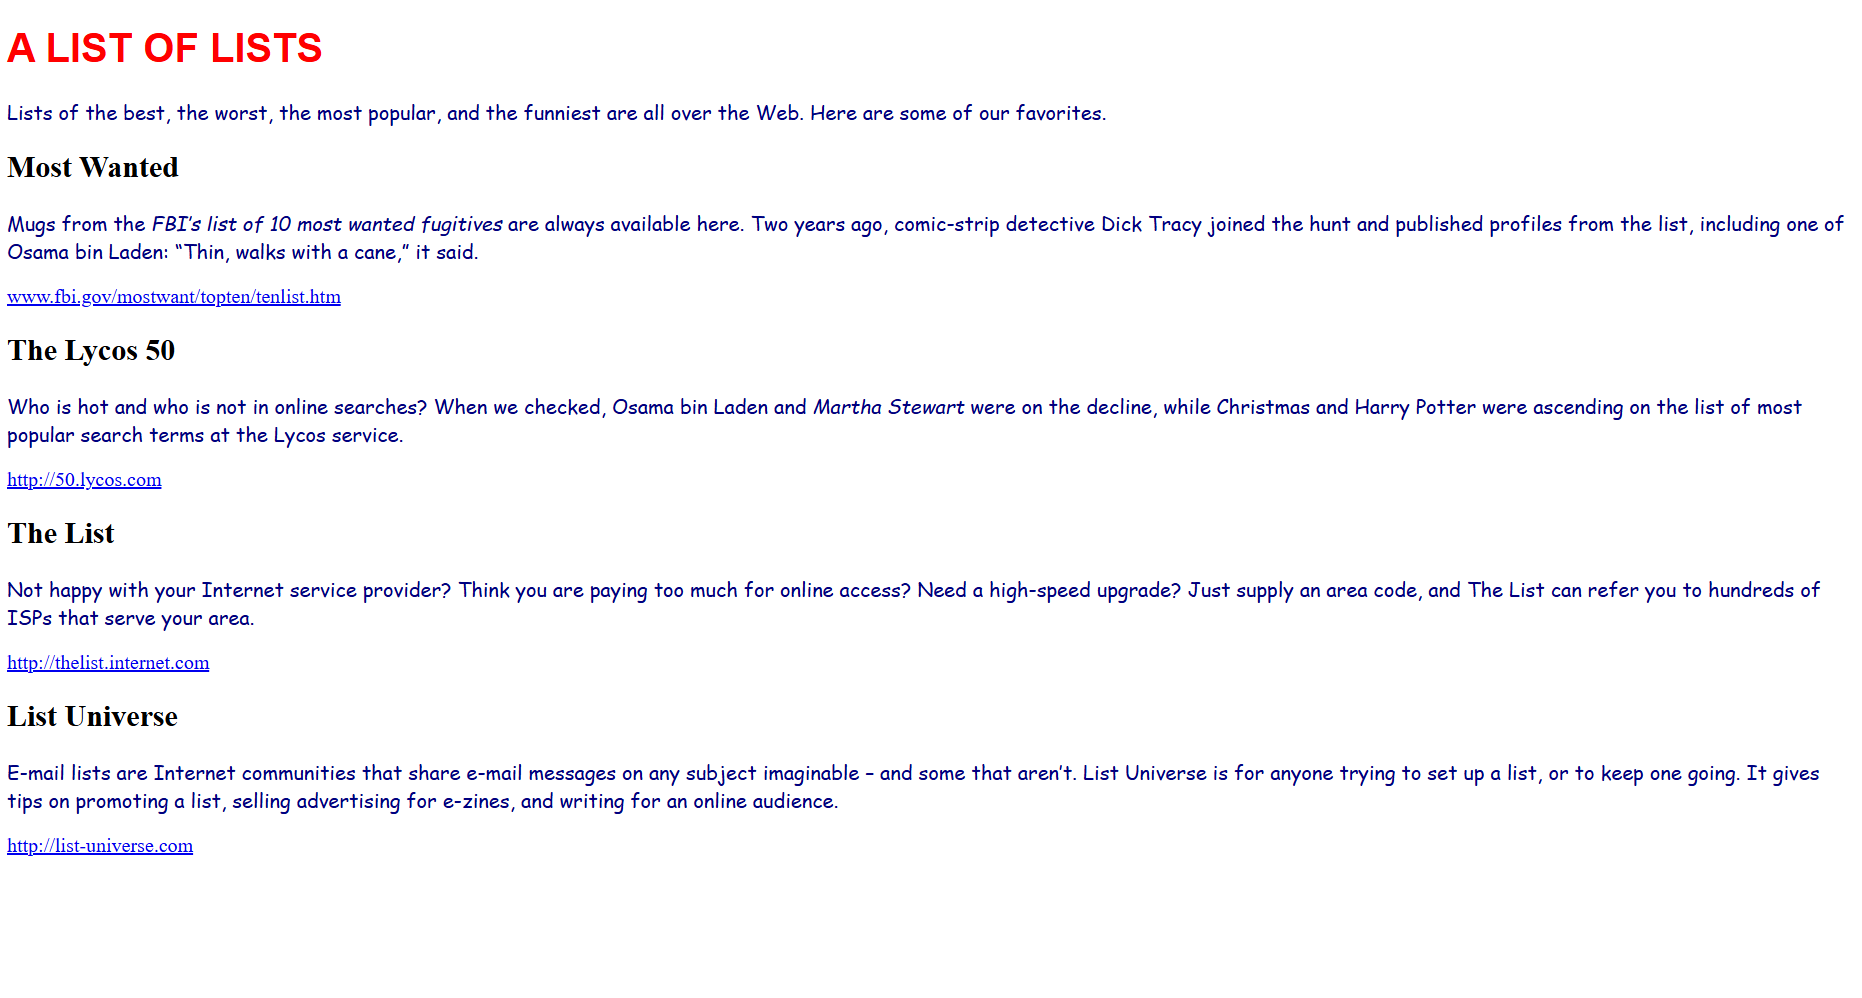 A LIST OF LISTS
Lists of the best, the worst, the most popular, and the funniest are all over the Web. Here are some of our favorites.
Most Wanted
Mugs from the FBI’s list of 10 most wanted fugitives are always available here. Two years ago, comic-strip detective Dick Tracy joined the hunt and published profiles from the list, including one of
Osama bin Laden: “Thin, walks with a cane,” it said.
www.fbi.gov/mostwant/topten/tenlist.htm
The Lycos 50
Who is hot and who is not in online searches? When we checked, Osama bin Laden and Martha Stewart were on the decline, while Christmas and Harry Potter were ascending on the list of most
popular search terms at the Lycos service.
http://50.lycos.com
The List
Not happy with your Internet service provider? Think you are paying too much for online access? Need a high-speed upgrade? Just supply an area code, and The List can refer you to hundreds of
ISPs that serve your area.
http://thelist.internet.com
List Universe
E-mail lists are Internet communities that share e-mail messages on any subject imaginable – and some that aren’t. List Universe is for anyone trying to set up a list, or to keep one going. It gives
tips on promoting a list, selling advertising for e-zines, and writing for an online audience.
http://list-universe.com